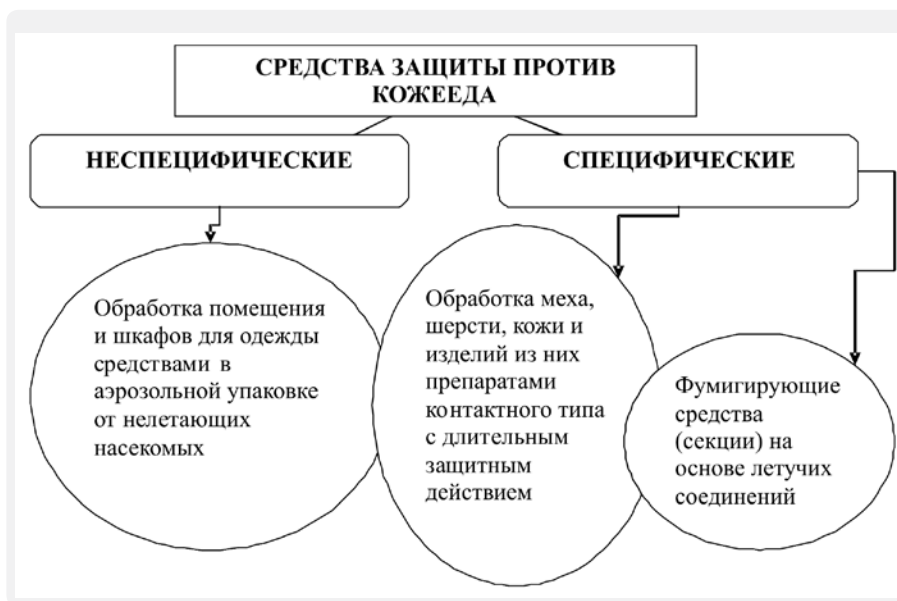 СРЕДСТВА ЗАЩИТЫ ПРОТИВ
КОЖЕЕДА
НЕСПЕЦИФИЧЕСКИЕ
СПЕЦИФИЧЕСКИЕ
Обработка помещения
и шкафов для одежды
средствами в
аэрозольной упаковке
от нелетающих
насекомых
Обработка меха,
шерсти, кожи и
изделий из них
препаратами
контактного типа
с длительным
защитным
действием
Фумигирующие
средства
(секции) на
основе летучих
соединений